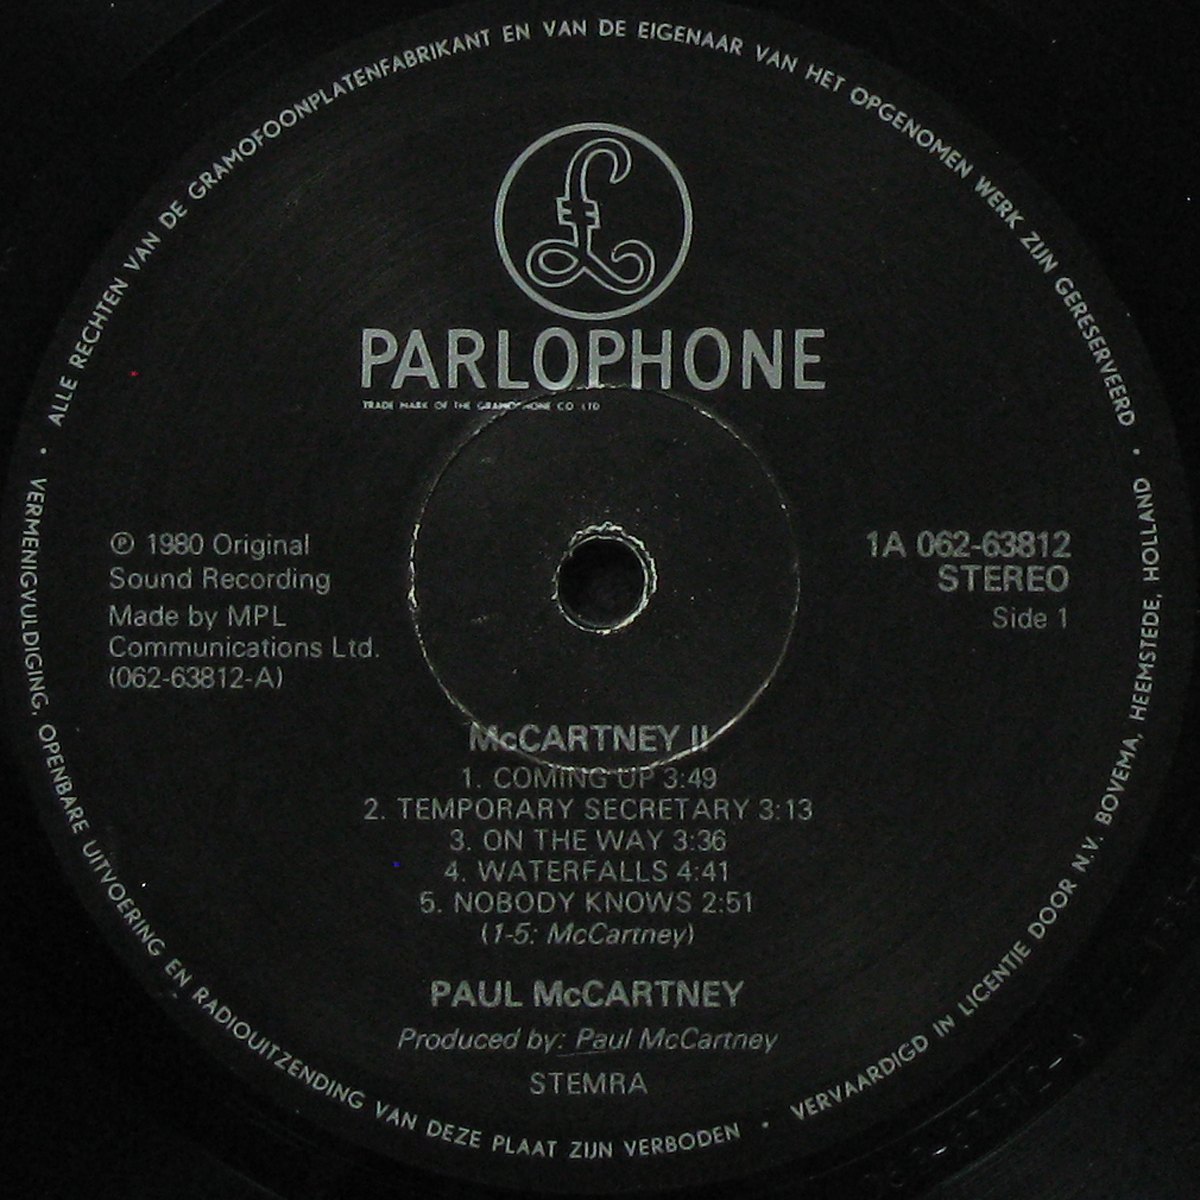 ALLE RECHTEN VAN DE GRAMOFOONPLATENFABRIKANT EN VAN DE EIGENAAR VAN HET OPGENOMEN WERK ZIJN GERESERVEERD •
PARLOPHONE
TRADE MARK OF THE GRAMOPHONE CO LTD
℗ 1980 Original
Sound Recording
Made by MPL
Communications Ltd.
(062-63812-A)
1A 062-63812
STEREO
Side 1
McCARTNEY II
1. COMING UP 3:49
2. TEMPORARY SECRETARY 3:13
3. ON THE WAY 3:36
4. WATERFALLS 4:41
5. NOBODY KNOWS 2:51
(1-5: McCartney)
PAUL McCARTNEY
Produced by: Paul McCartney
STEMRA
• VERMENIGVULDIGING, OPENBARE UITVOERING EN RADIOUITZENDING VAN DEZE PLAAT ZIJN VERBODEN •
VERVAARDIGD IN LICENTIE DOOR N.V. BOVEMA, HEEMSTEDE, HOLLAND